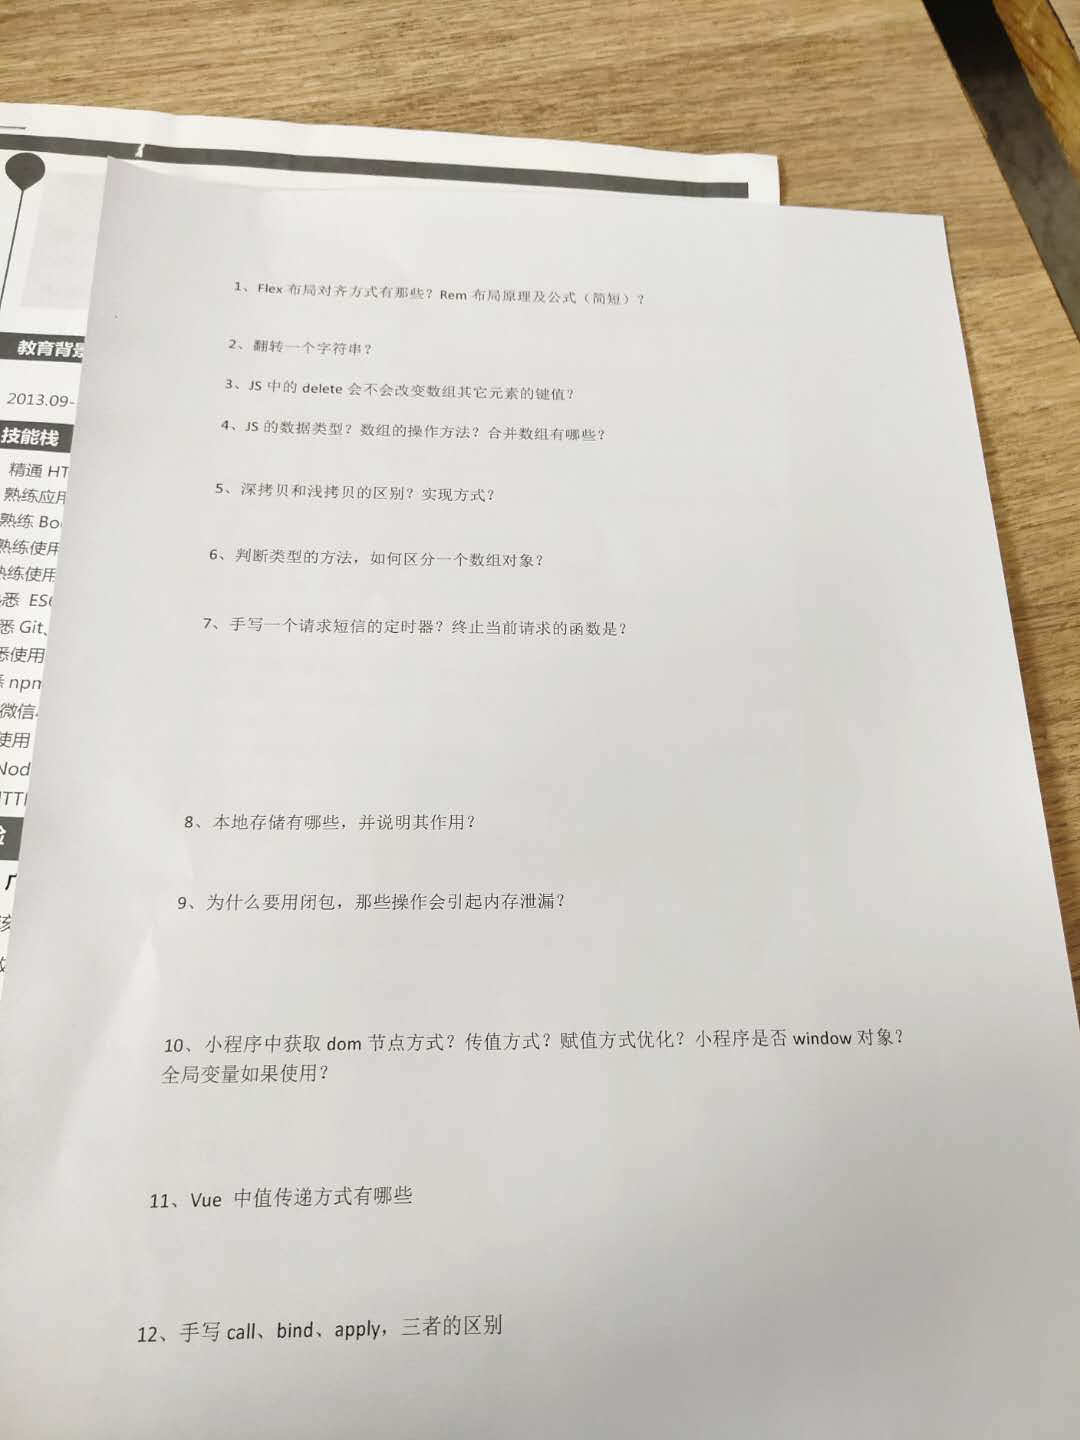 教育背景
2013.09-
技能栈
精通 HT
熟练应用
熟练 Bo
熟练使用
熟练使用
悉 ES6
悉 Git、
悉使用
npm
微信
使用
Nod
TTI
1、Flex 布局对齐方式有那些？Rem 布局原理及公式（简短）？
2、翻转一个字符串？
3、JS 中的 delete 会不会改变数组其它元素的键值？
4、JS 的数据类型？数组的操作方法？合并数组有哪些？
5、深拷贝和浅拷贝的区别？实现方式？
6、判断类型的方法，如何区分一个数组对象？
7、手写一个请求短信的定时器？终止当前请求的函数是？
8、本地存储有哪些，并说明其作用？
9、为什么要用闭包，那些操作会引起内存泄漏？
10、小程序中获取 dom 节点方式？传值方式？赋值方式优化？小程序是否 window 对象？
全局变量如果使用？
11、Vue 中值传递方式有哪些
12、手写 call、bind、apply，三者的区别